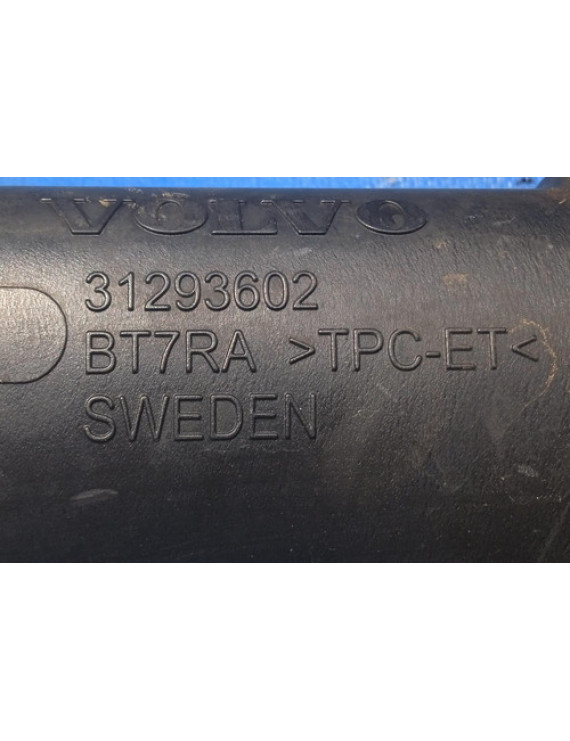 VOLVO
31293602
BT7RA >TPC-ET<
SWEDEN